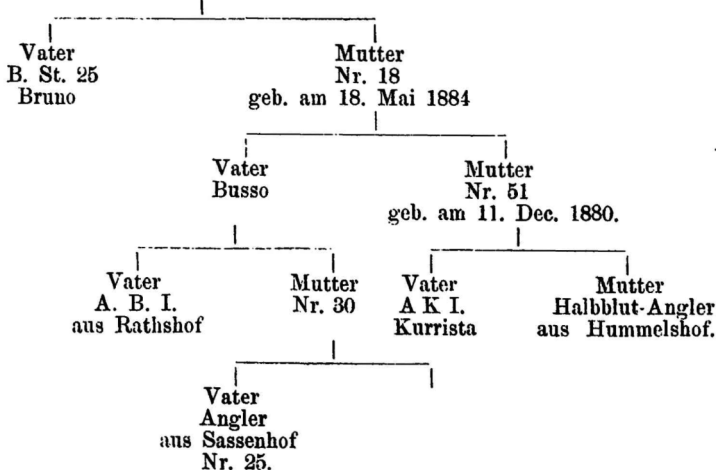 Vater
B. St. 25
Bruno
Mutter
Nr. 18
geb. am 18. Mai 1884
Vater
Busso
Mutter
Nr. 51
geb. am 11. Dec. 1880.
Vater
A. B. I.
aus Rathshof
Mutter
Nr. 30
Vater
A K I.
Kurrista
Mutter
Halbblut-Angler
aus Hummelshof.
Vater
Angler
aus Sassenhof
Nr. 25.